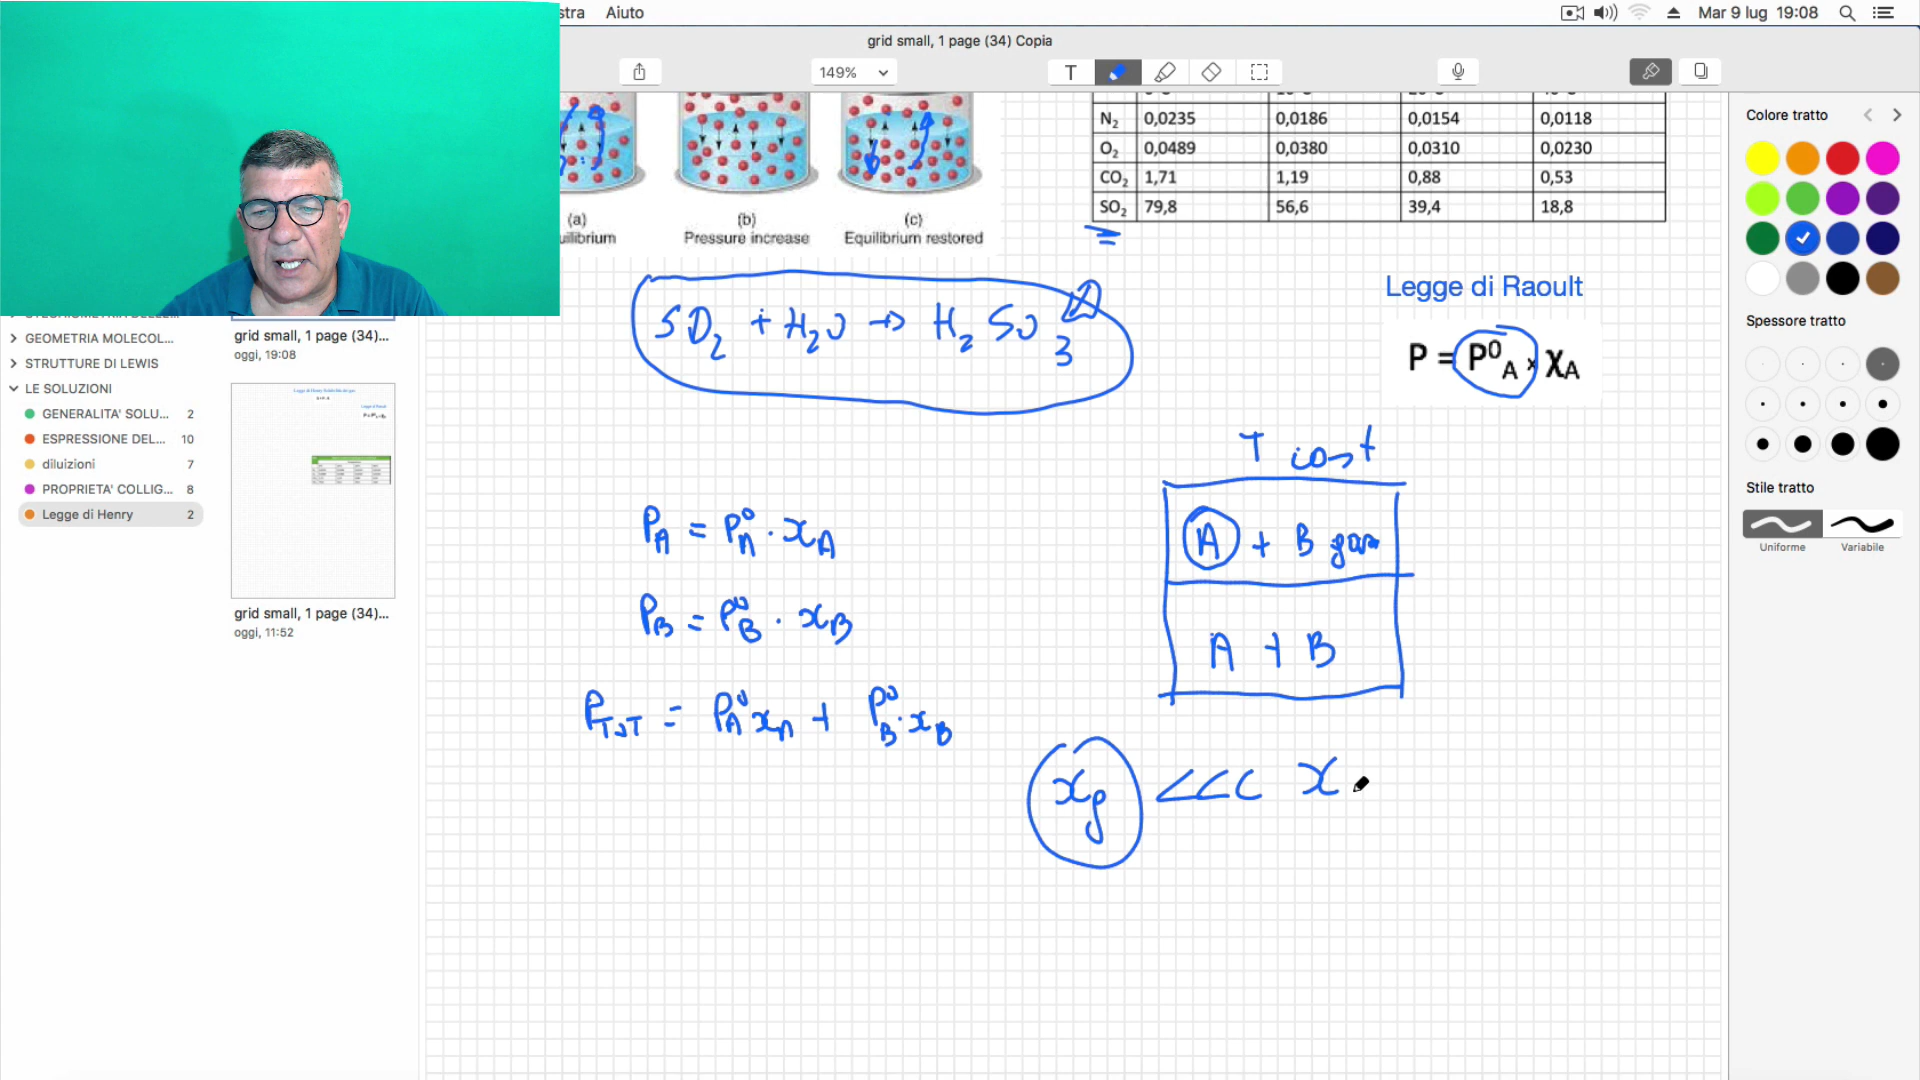 stra Aiuto
Mar 9 lug 19:08
grid small, 1 page (34) Copia
149%
T
N2 0,0235 0,0186 0,0154 0,0118
O2 0,0489 0,0380 0,0310 0,0230
CO2 1,71 1,19 0,88 0,53
SO2 79,8 56,6 39,4 18,8
(a)
uilibrium
(b)
Pressure increase
(c)
Equilibrium restored
SO2 + H2O → H2SO3
Legge di Raoult
P = P⁰A × χA
T cost
A + B gas
A + B
PA = P⁰A · xA
PB = P⁰B · xB
PTOT = P⁰A xA + P⁰B · xB
xg <<< x
GEOMETRIA MOLECOL...
STRUTTURE DI LEWIS
LE SOLUZIONI
GENERALITA' SOLU... 2
ESPRESSIONE DEL... 10
diluizioni 7
PROPRIETA' COLLIG... 8
Legge di Henry 2
grid small, 1 page (34)...
oggi, 19:08
grid small, 1 page (34)...
oggi, 11:52
Colore tratto
Spessore tratto
Stile tratto
Uniforme
Variabile